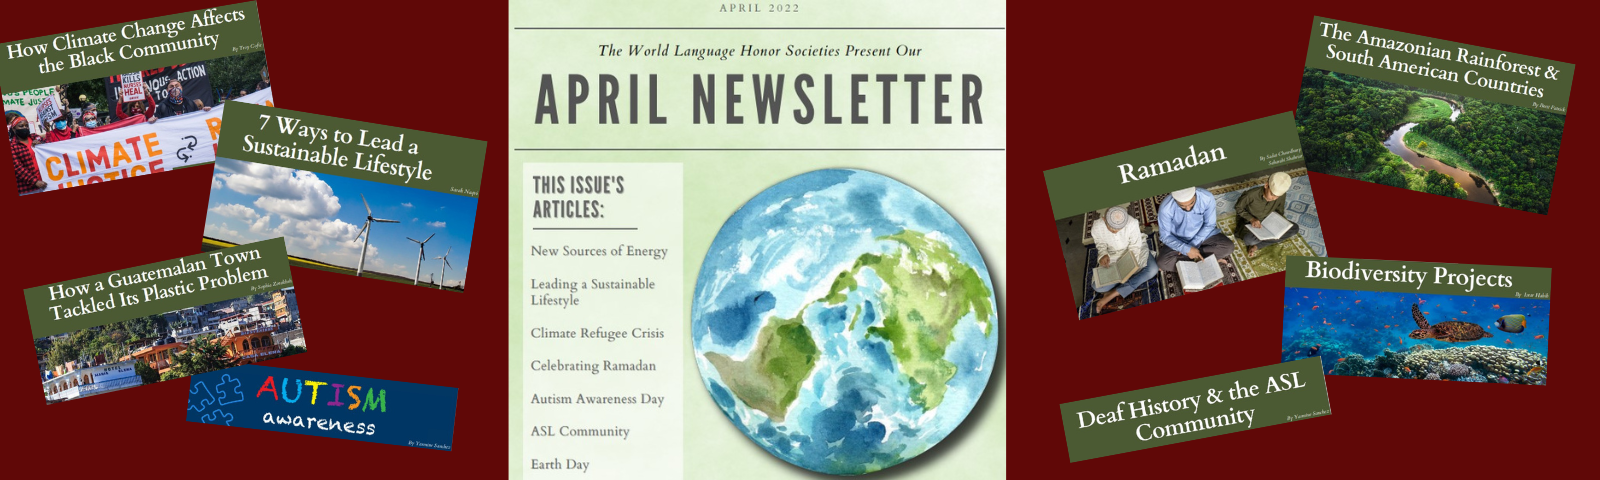 How Climate Change Affects
the Black Community
CLIMATE
7 Ways to Lead a
Sustainable Lifestyle
How a Guatemalan Town
Tackled Its Plastic Problem
AUTISM
awareness
APRIL 2022
The World Language Honor Societies Present Our
APRIL NEWSLETTER
THIS ISSUE'S
ARTICLES:
New Sources of Energy
Leading a Sustainable
Lifestyle
Climate Refugee Crisis
Celebrating Ramadan
Autism Awareness Day
ASL Community
Earth Day
The Amazonian Rainforest &
South American Countries
Ramadan
Biodiversity Projects
Deaf History & the ASL
Community